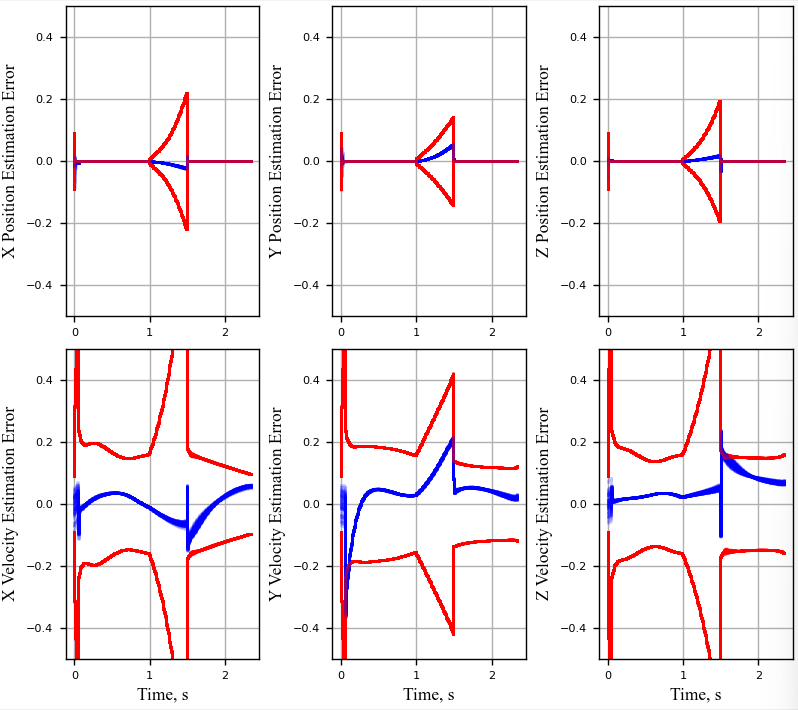 X Position Estimation Error
0.4
0.2
0.0
−0.2
−0.4
0 1 2
Y Position Estimation Error
0.4
0.2
0.0
−0.2
−0.4
0 1 2
Z Position Estimation Error
0.4
0.2
0.0
−0.2
−0.4
0 1 2
X Velocity Estimation Error
0.4
0.2
0.0
−0.2
−0.4
0 1 2
Time, s
Y Velocity Estimation Error
0.4
0.2
0.0
−0.2
−0.4
0 1 2
Time, s
Z Velocity Estimation Error
0.4
0.2
0.0
−0.2
−0.4
0 1 2
Time, s